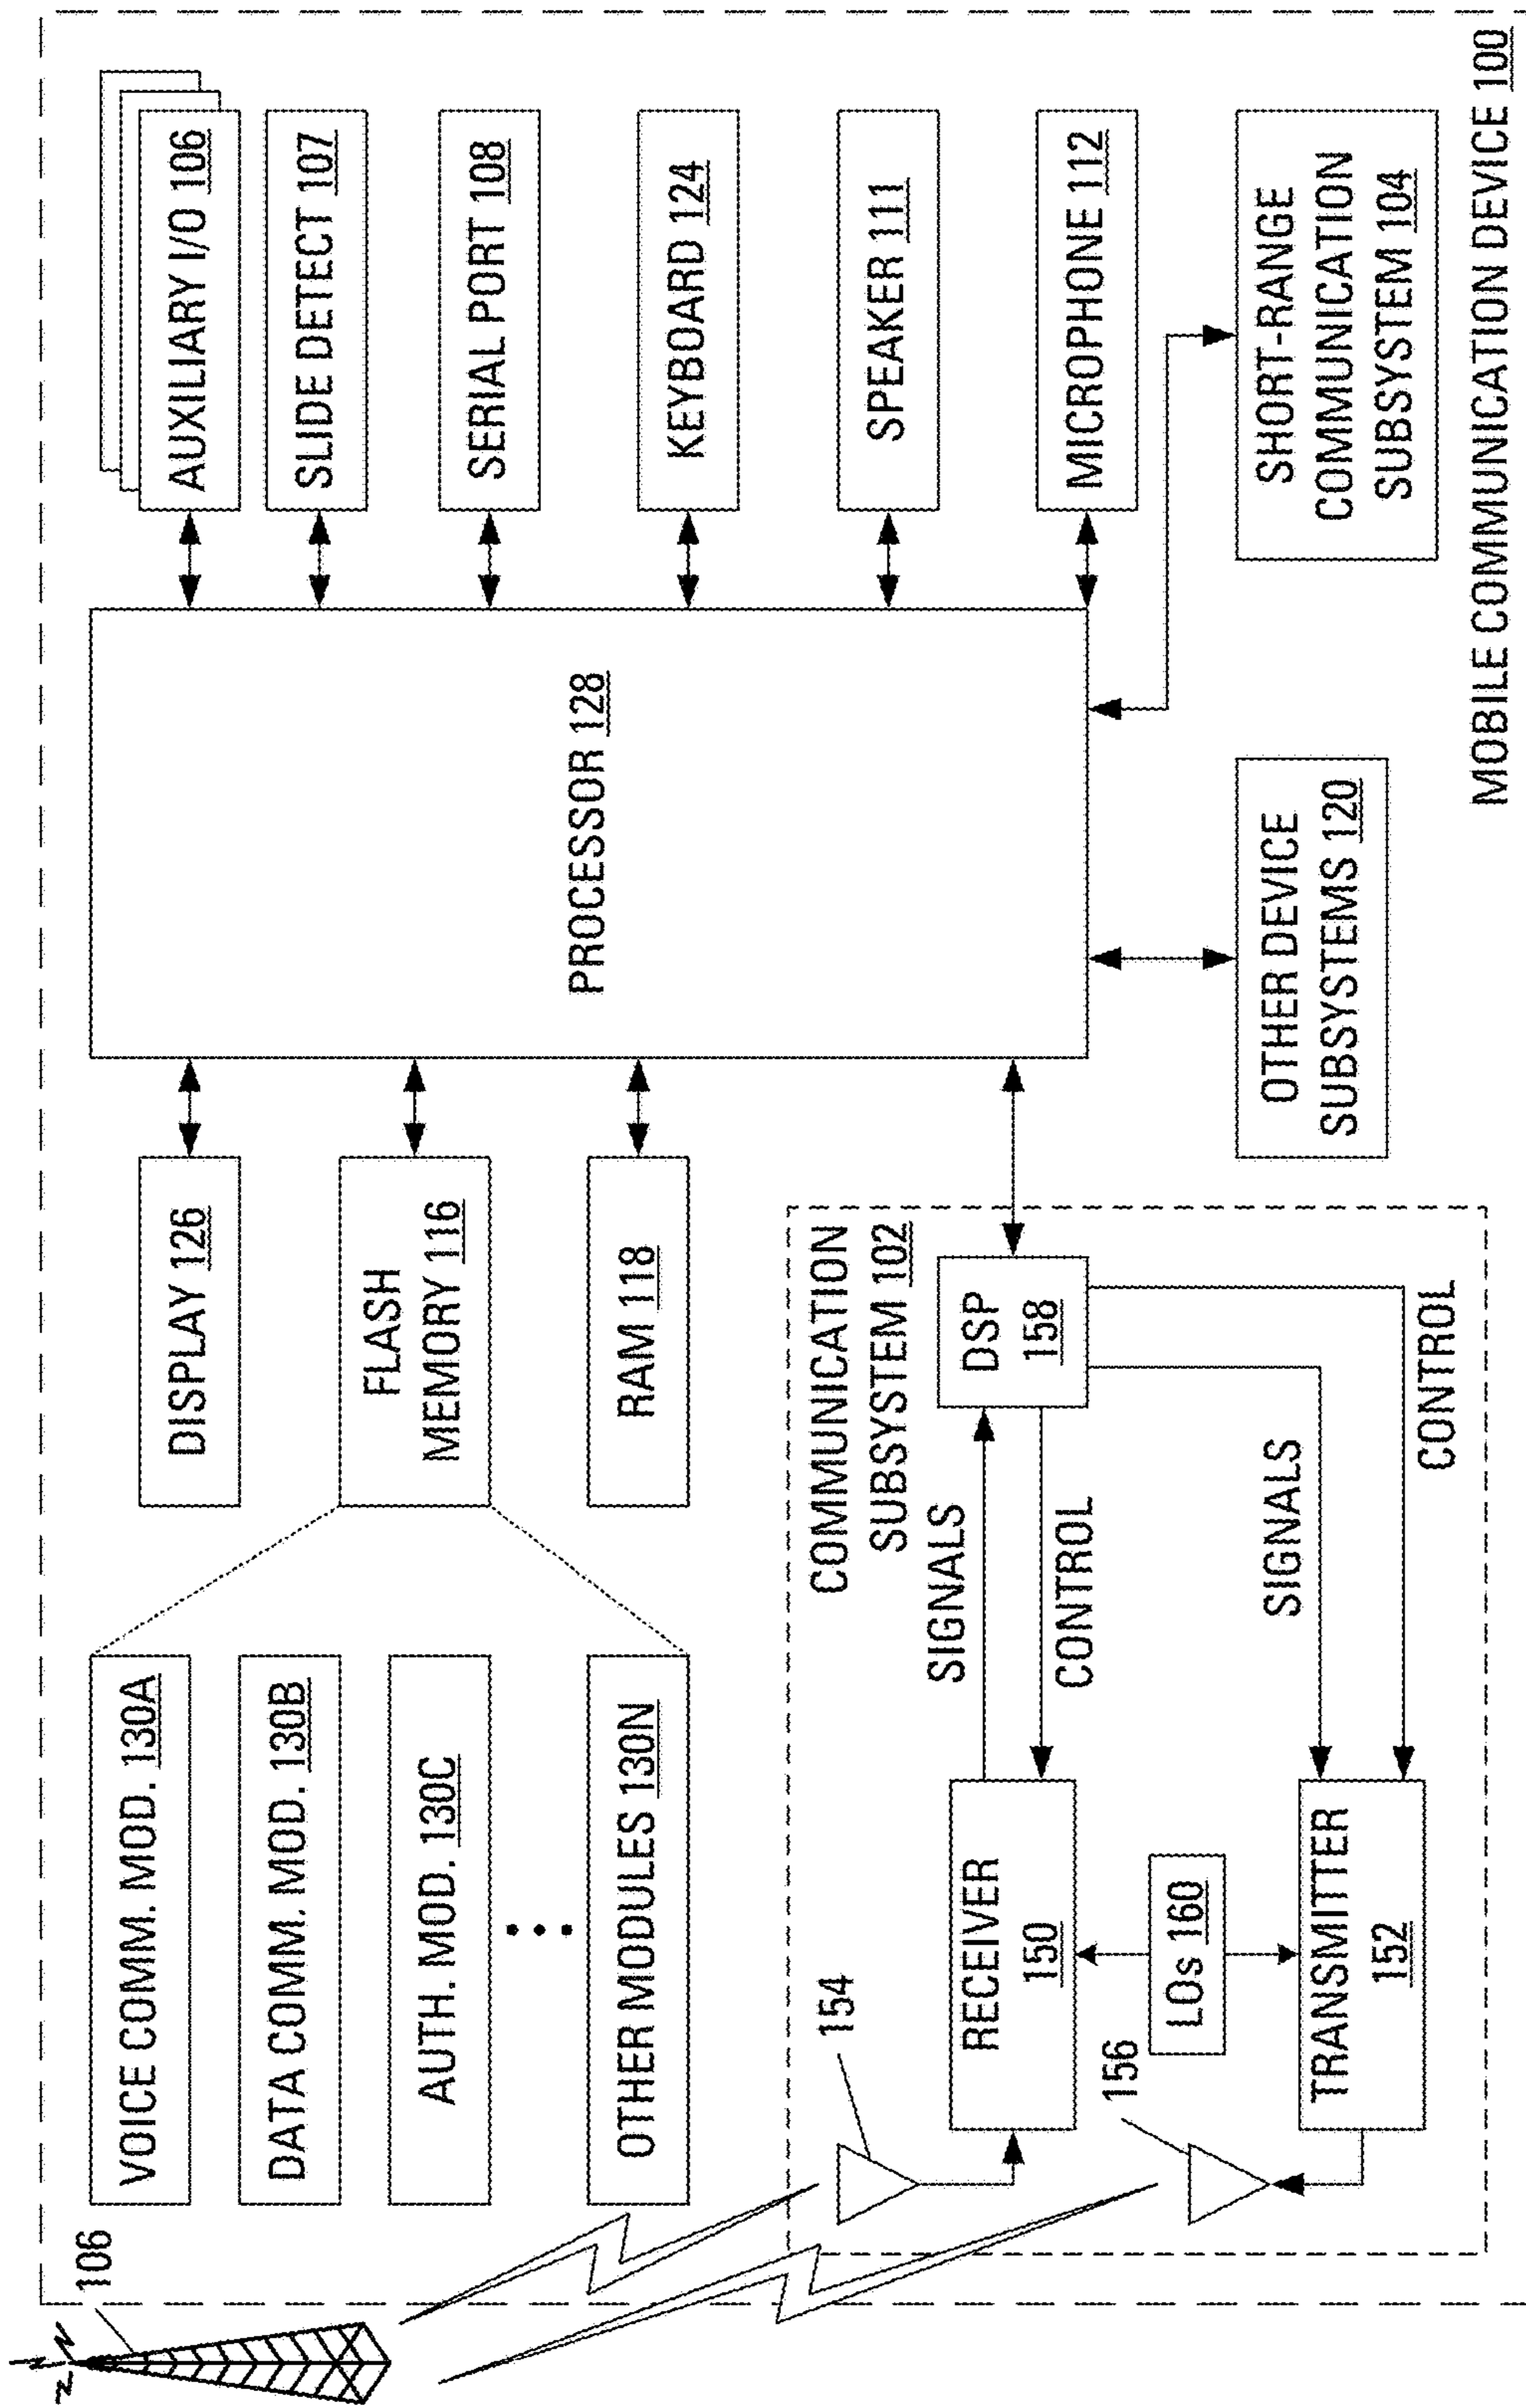 106
VOICE COMM. MOD. 130A
DATA COMM. MOD. 130B
AUTH. MOD. 130C
OTHER MODULES 130N
DISPLAY 126
FLASH
MEMORY 116
RAM 118
PROCESSOR 128
AUXILIARY I/O 106
SLIDE DETECT 107
SERIAL PORT 108
KEYBOARD 124
SPEAKER 111
MICROPHONE 112
SHORT-RANGE
COMMUNICATION
SUBSYSTEM 104
OTHER DEVICE
SUBSYSTEMS 120
COMMUNICATION
SUBSYSTEM 102
154
RECEIVER
150
SIGNALS
CONTROL
DSP
158
156
LOs 160
TRANSMITTER
152
SIGNALS
CONTROL
MOBILE COMMUNICATION DEVICE 100